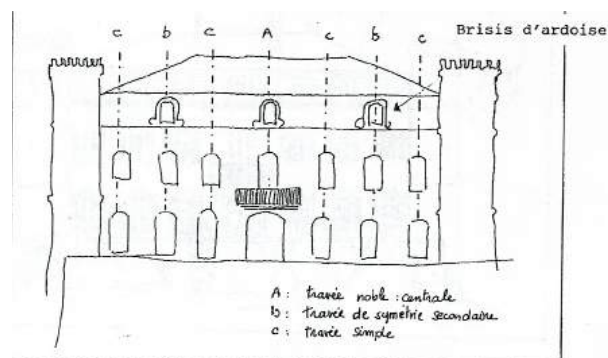 c b c A c b c
Brisis d'ardoise
A : travée noble : centrale
b : travée de symétrie secondaire
c : travée simple